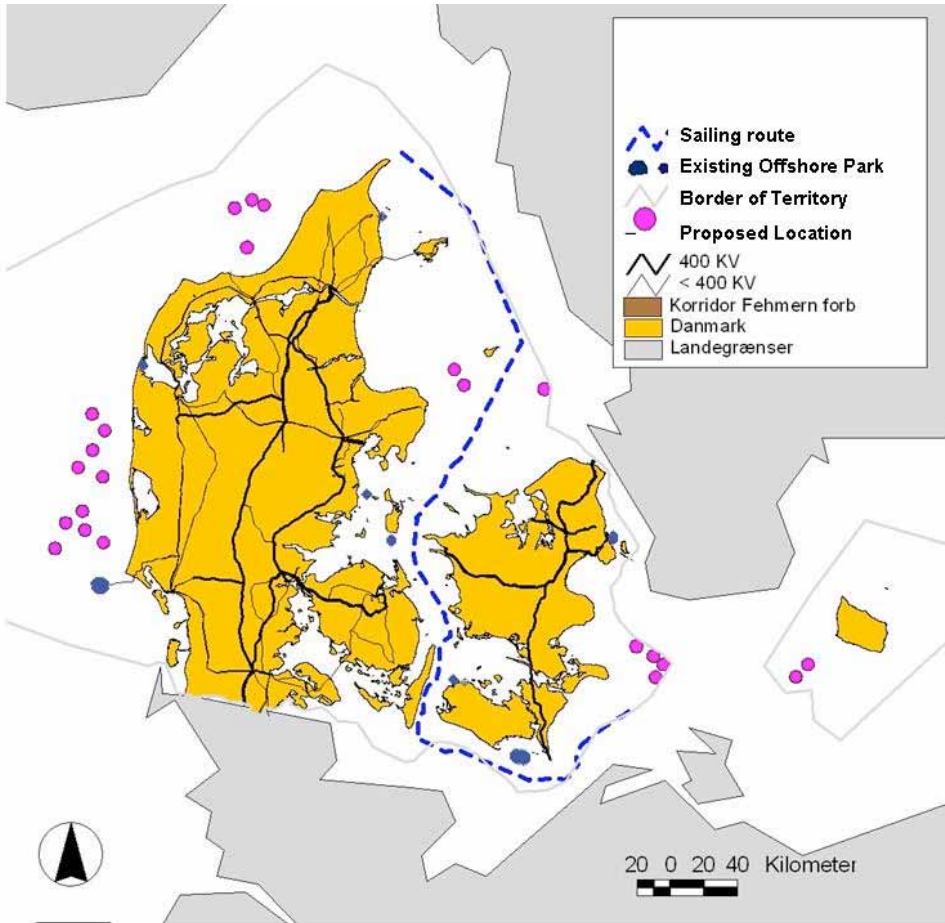 Sailing route
Existing Offshore Park
Border of Territory
Proposed Location
400 KV
< 400 KV
Korridor Fehmern forb
Danmark
Landegrænser
20 0 20 40 Kilometer